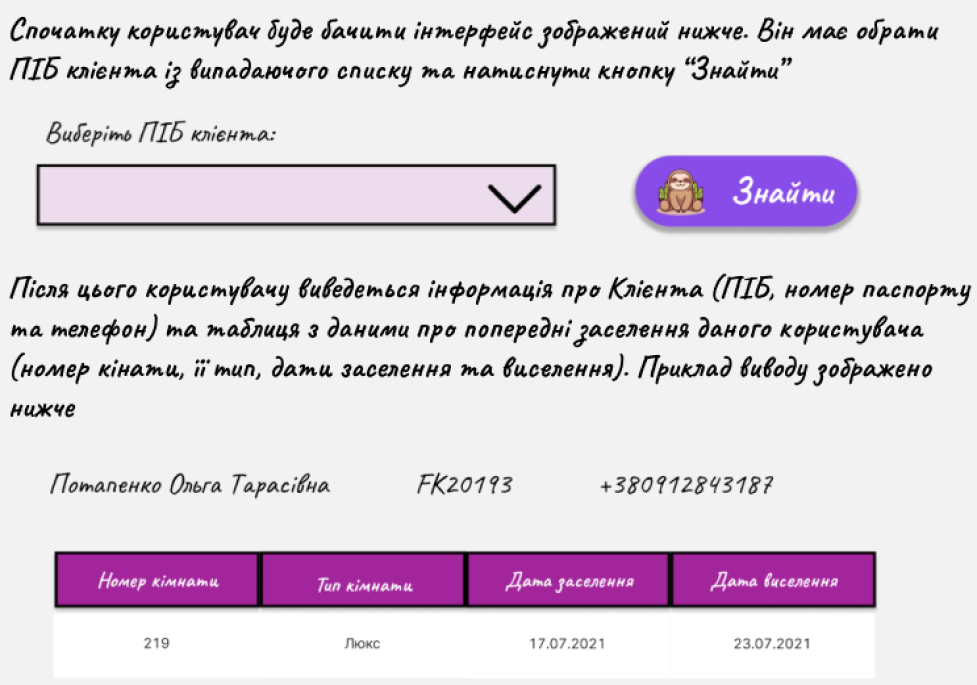 Спочатку користувач буде бачити інтерфейс зображений нижче. Він має обрати
ПІБ клієнта із випадаючого списку та натиснути кнопку “Знайти”
Виберіть ПІБ клієнта:
Знайти
Після цього користувачу виведеться інформація про Клієнта (ПІБ, номер паспорту
та телефон) та таблиця з даними про попередні заселення даного користувача
(номер кінати, її тип, дати заселення та виселення). Приклад виводу зображено
нижче
Потапенко Ольга Тарасівна FK20193 +380912843187
Номер кімнати Тип кімнати Дата заселення Дата виселення
219 Люкс 17.07.2021 23.07.2021